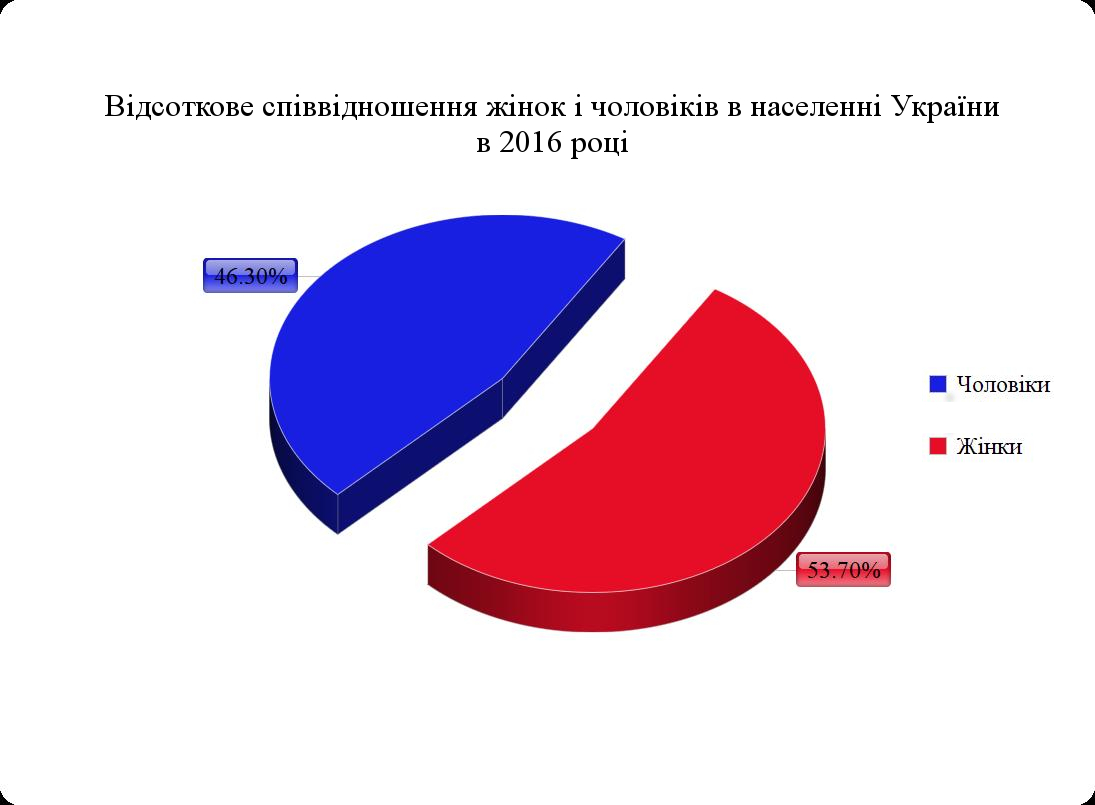 Відсоткове співвідношення жінок і чоловіків в населенні України
в 2016 році
46.30%
Чоловіки
Жінки
53.70%